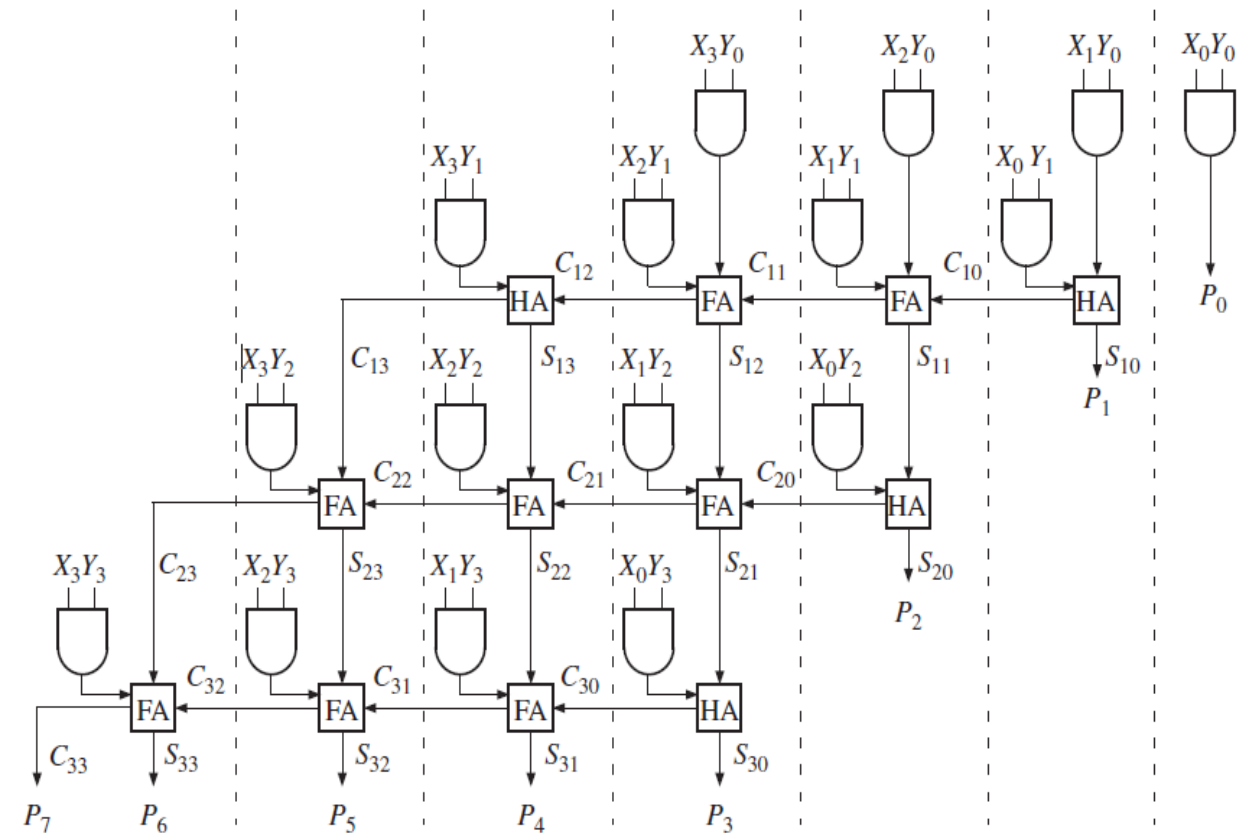 X₃Y₀ X₂Y₀ X₁Y₀ X₀Y₀
X₃Y₁ X₂Y₁ X₁Y₁ X₀ Y₁
C₁₂ C₁₁ C₁₀
HA FA FA HA P₀
X₃Y₂ C₁₃ X₂Y₂ S₁₃ X₁Y₂ S₁₂ X₀Y₂ S₁₁ S₁₀
P₁
C₂₂ C₂₁ C₂₀
FA FA FA HA
X₃Y₃ C₂₃ X₂Y₃ S₂₃ X₁Y₃ S₂₂ X₀Y₃ S₂₁ S₂₀
P₂
C₃₂ C₃₁ C₃₀
FA FA FA HA
C₃₃ S₃₃ S₃₂ S₃₁ S₃₀
P₇ P₆ P₅ P₄ P₃